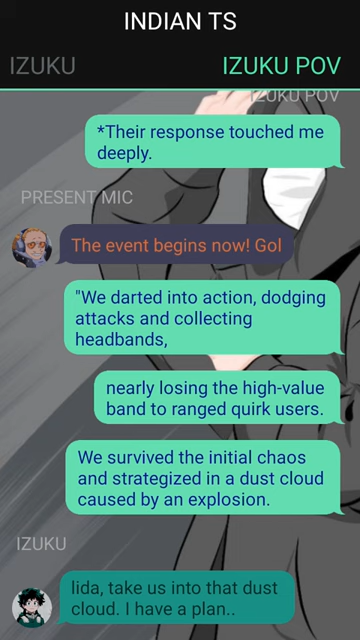 INDIAN TS
IZUKU
IZUKU POV
IZUKU POV
*Their response touched me
deeply.
PRESENT MIC
The event begins now! Go!
"We darted into action, dodging
attacks and collecting
headbands,
nearly losing the high-value
band to ranged quirk users.
We survived the initial chaos
and strategized in a dust cloud
caused by an explosion.
IZUKU
Iida, take us into that dust
cloud. I have a plan..